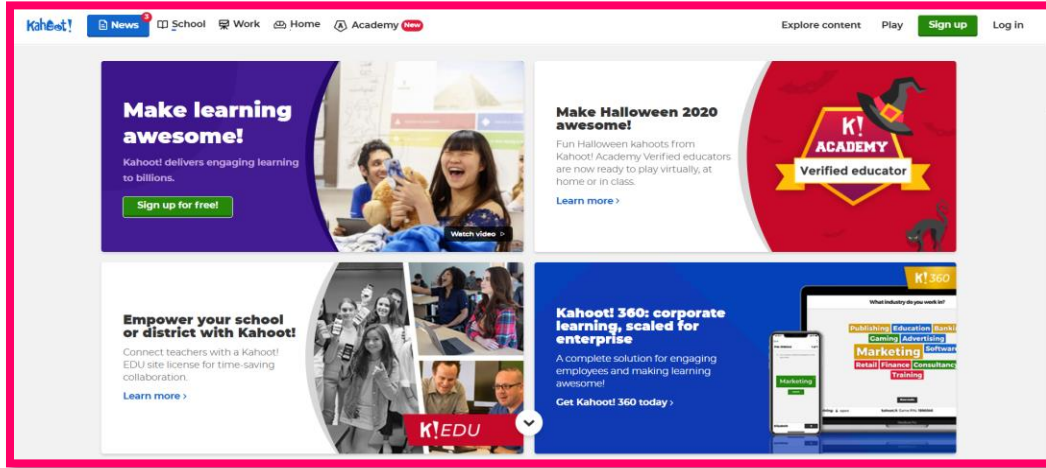 Kahoot!
News 3
School
Work
Home
Academy New
Explore content
Play
Sign up
Log in
Make learning
awesome!
Kahoot! delivers engaging learning
to billions.
Sign up for free!
Watch video >
Make Halloween 2020
awesome!
Fun Halloween kahoots from
Kahoot! Academy Verified educators
are now ready to play virtually, at
home or in class.
Learn more ›
K!
ACADEMY
Verified educator
Empower your school
or district with Kahoot!
Connect teachers with a Kahoot!
EDU site license for time-saving
collaboration.
Learn more ›
K!EDU
Kahoot! 360: corporate
learning, scaled for
enterprise
A complete solution for engaging
employees and making learning
awesome!
Get Kahoot! 360 today ›
K! 360
What industry do you work in?
Publishing Education Banki
Gaming Advertising
Marketing Software
Retail Finance Consultancy
Training
Marketing